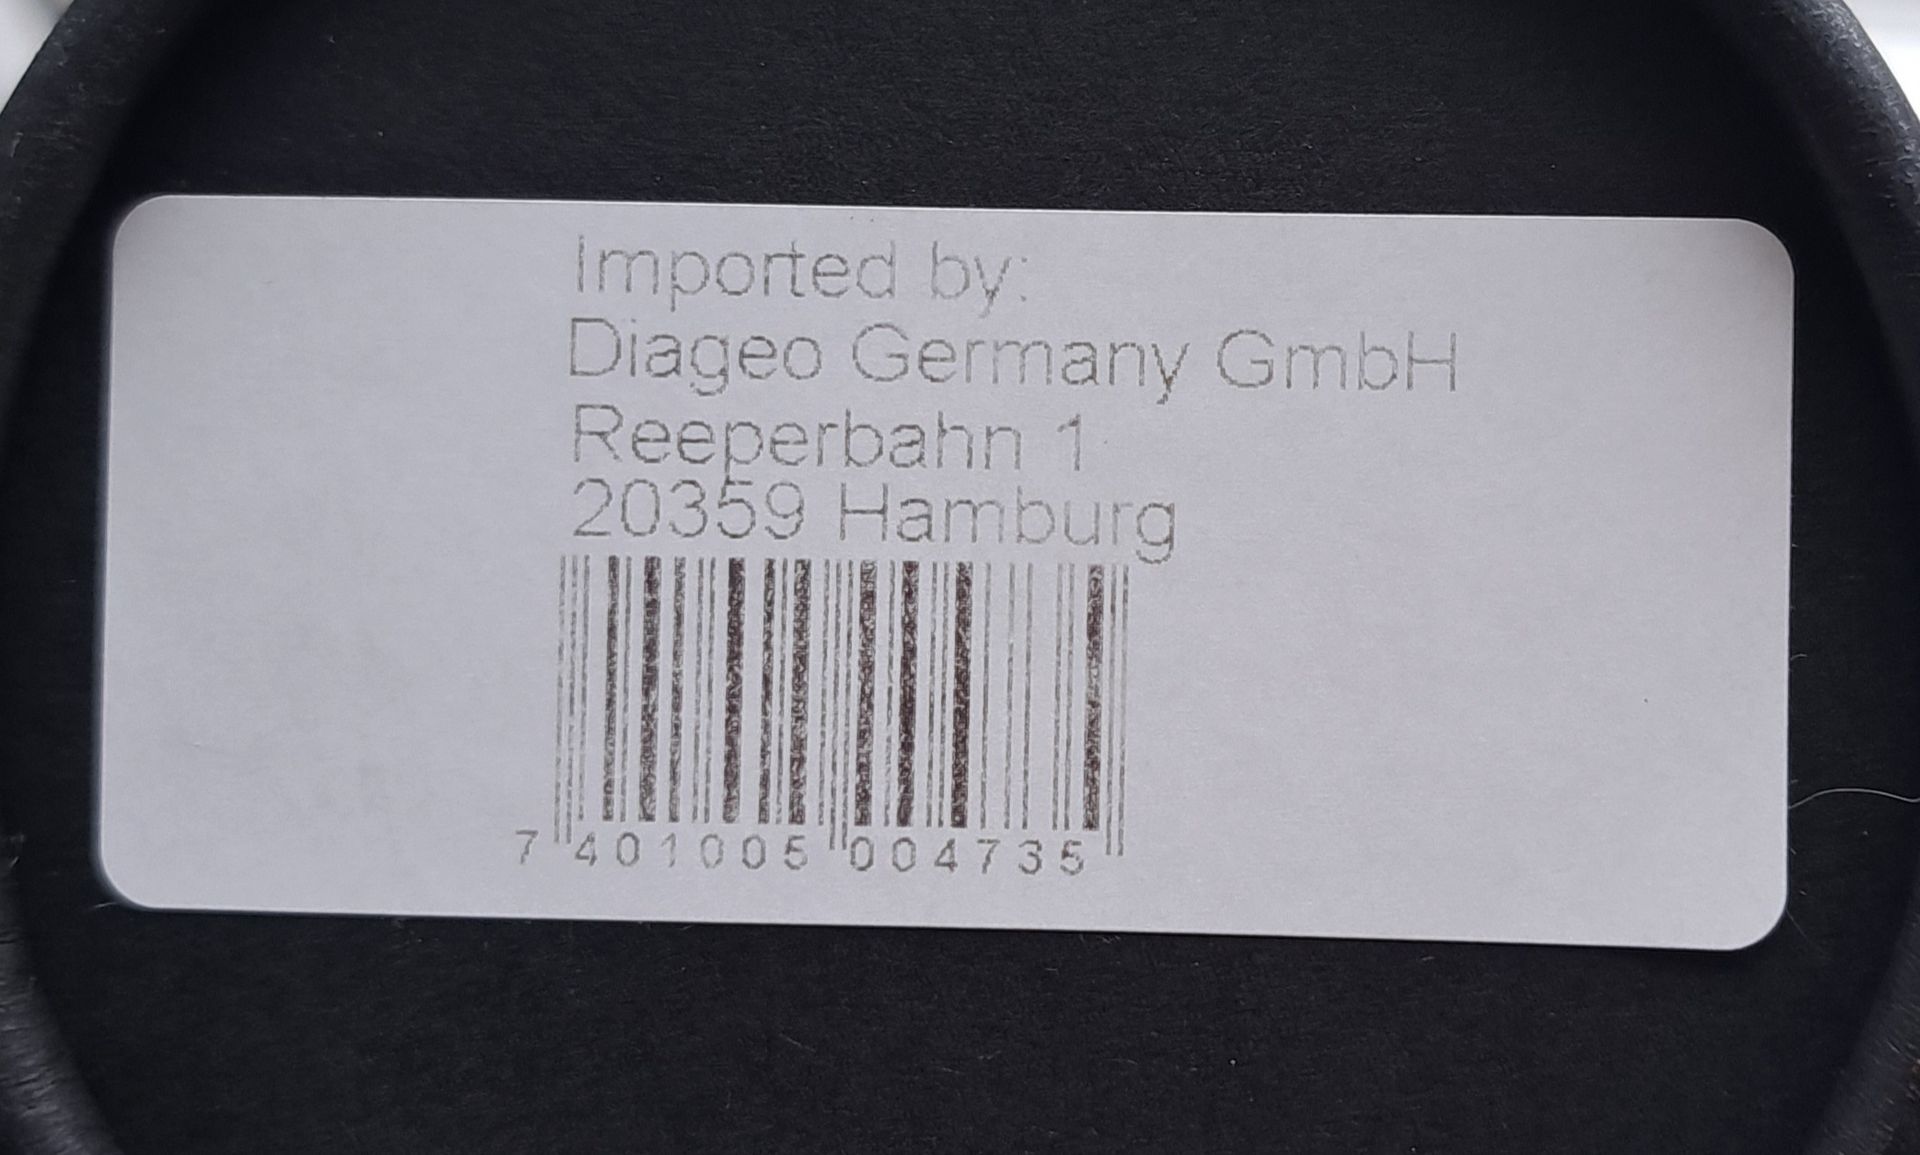 Imported by:
Diageo Germany GmbH
Reeperbahn 1
20359 Hamburg
7 401005 004735